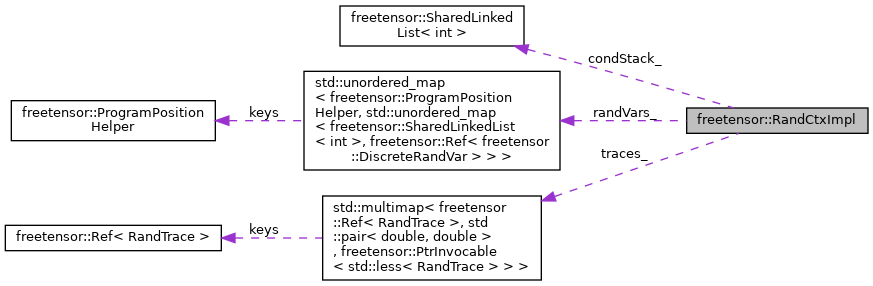 freetensor::SharedLinked
List< int >
condStack_
std::unordered_map
< freetensor::ProgramPosition
Helper, std::unordered_map
< freetensor::SharedLinkedList
< int >, freetensor::Ref< freetensor
::DiscreteRandVar > > >
freetensor::ProgramPosition
Helper
keys
randVars_
freetensor::RandCtxImpl
traces_
std::multimap< freetensor
::Ref< RandTrace >, std
::pair< double, double >
, freetensor::PtrInvocable
< std::less< RandTrace > > >
keys
freetensor::Ref< RandTrace >